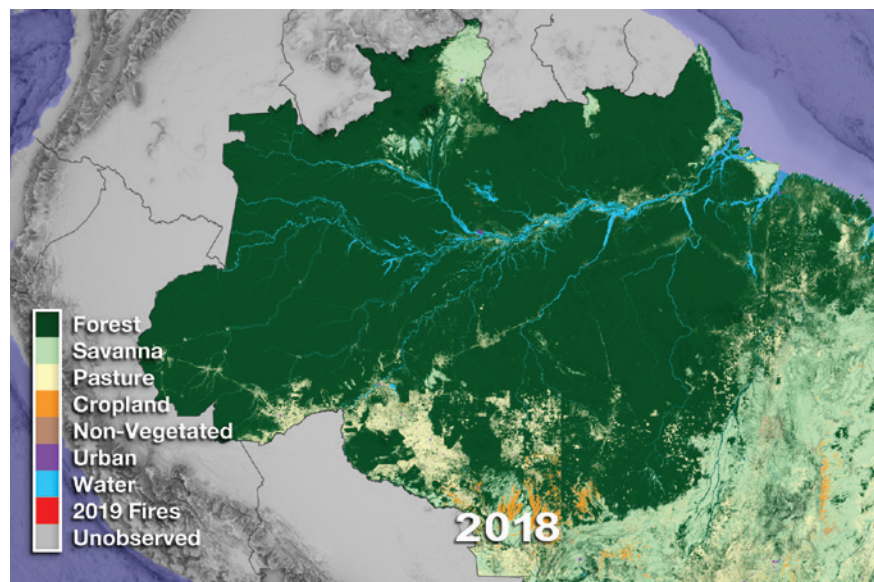 Forest
Savanna
Pasture
Cropland
Non-Vegetated
Urban
Water
2019 Fires
Unobserved
2018